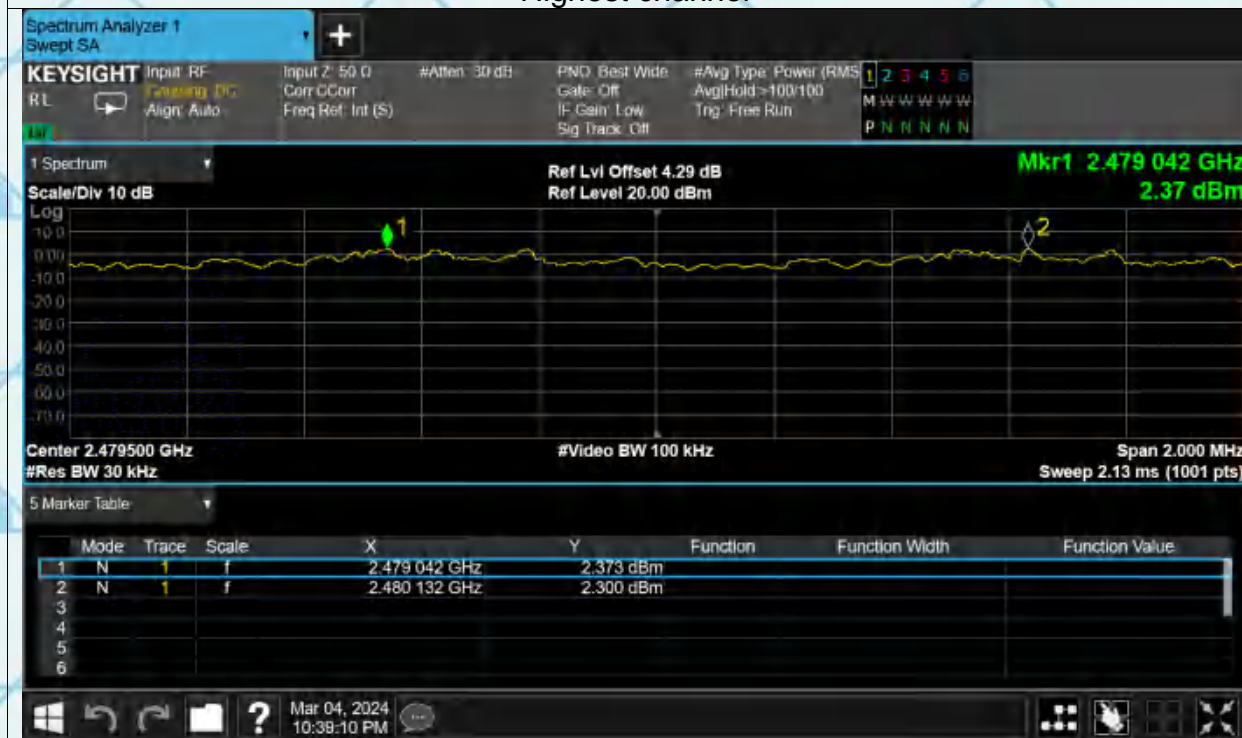 Highest channel
Spectrum Analyzer 1
Swept SA
KEYSIGHT Input: RF Input Z: 50 Ω #Atten: 30 dB PNO: Best Wide #Avg Type: Power (RMS 1 2 3 4 5 6
RL Coupling: DC Corr CCorr Gate: Off Avg|Hold:>100/100 M W W W W W
Align: Auto Freq Ref: Int (S) IF Gain: Low Trig: Free Run
Sig Track: Off P N N N N N
1 Spectrum Ref Lvl Offset 4.29 dB Mkr1 2.479 042 GHz
Scale/Div 10 dB Ref Level 20.00 dBm 2.37 dBm
Log
10.0
0.00
-10.0
-20.0
-30.0
-40.0
-50.0
-60.0
-70.0
1
2
Center 2.479500 GHz #Video BW 100 kHz Span 2.000 MHz
#Res BW 30 kHz Sweep 2.13 ms (1001 pts)
5 Marker Table
Mode Trace Scale X Y Function Function Width Function Value
1 N 1 f 2.479 042 GHz 2.373 dBm
2 N 1 f 2.480 132 GHz 2.300 dBm
3
4
5
6
Mar 04, 2024
10:39:10 PM